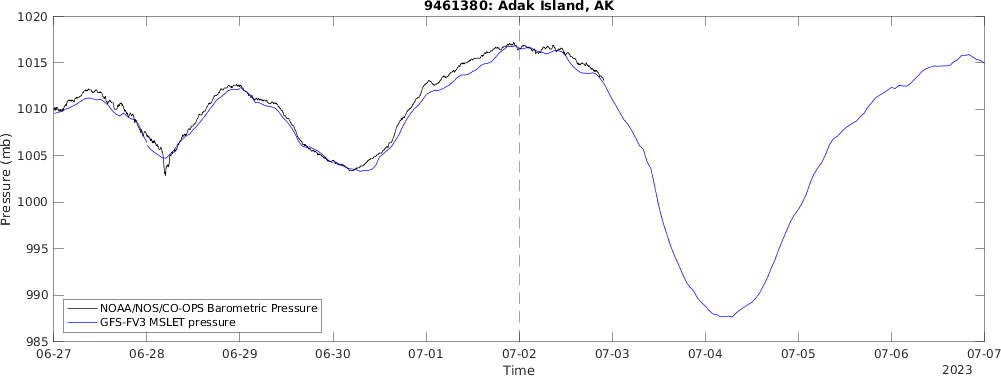 9461380: Adak Island, AK
Pressure (mb)
1020
1015
1010
1005
1000
995
990
985
NOAA/NOS/CO-OPS Barometric Pressure
GFS-FV3 MSLET pressure
06-27 06-28 06-29 06-30 07-01 07-02 07-03 07-04 07-05 07-06 07-07
Time
2023